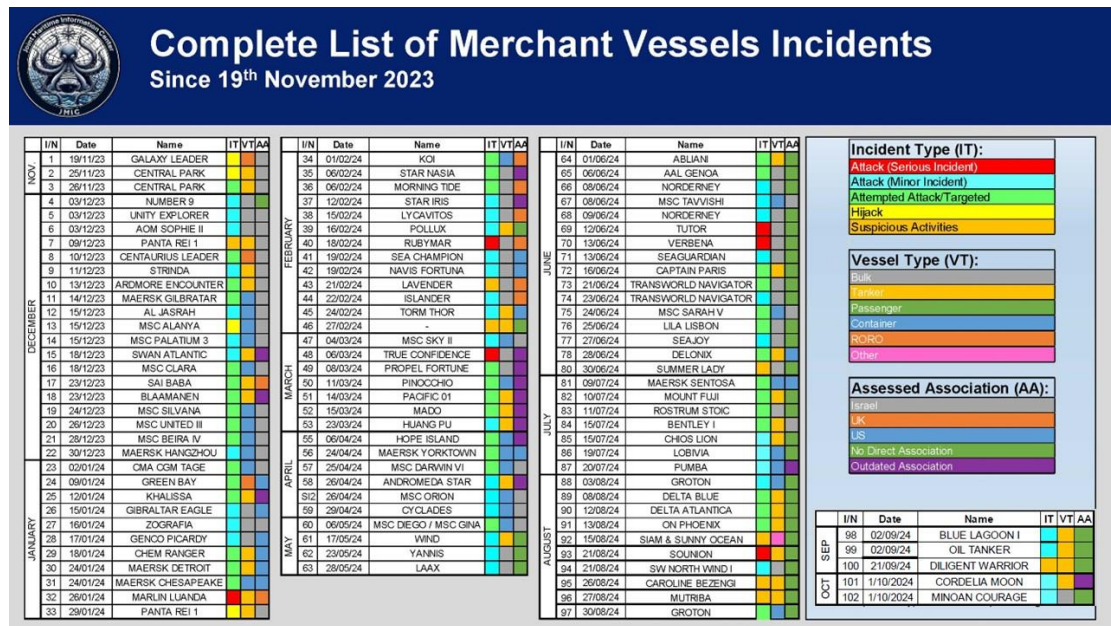 Joint Maritime Information Center
JMIC
Complete List of Merchant Vessels Incidents
Since 19th November 2023
I/N Date Name IT VT AA
NOV.
1 19/11/23 GALAXY LEADER
2 25/11/23 CENTRAL PARK
3 26/11/23 CENTRAL PARK
DECEMBER
4 03/12/23 NUMBER 9
5 03/12/23 UNITY EXPLORER
6 03/12/23 AOM SOPHIE II
7 09/12/23 PANTA REI 1
8 10/12/23 CENTAURIUS LEADER
9 11/12/23 STRINDA
10 13/12/23 ARDMORE ENCOUNTER
11 14/12/23 MAERSK GILBRATAR
12 15/12/23 AL JASRAH
13 15/12/23 MSC ALANYA
14 15/12/23 MSC PALATIUM 3
15 18/12/23 SWAN ATLANTIC
16 18/12/23 MSC CLARA
17 23/12/23 SAI BABA
18 23/12/23 BLAAMANEN
19 24/12/23 MSC SILVANA
20 26/12/23 MSC UNITED III
21 28/12/23 MSC BEIRA IV
22 30/12/23 MAERSK HANGZHOU
JANUARY
23 02/01/24 CMA CGM TAGE
24 09/01/24 GREEN BAY
25 12/01/24 KHALISSA
26 15/01/24 GIBRALTAR EAGLE
27 16/01/24 ZOGRAFIA
28 17/01/24 GENCO PICARDY
29 18/01/24 CHEM RANGER
30 24/01/24 MAERSK DETROIT
31 24/01/24 MAERSK CHESAPEAKE
32 26/01/24 MARLIN LUANDA
33 29/01/24 PANTA REI 1
I/N Date Name IT VT AA
FEBRUARY
34 01/02/24 KOI
35 06/02/24 STAR NASIA
36 06/02/24 MORNING TIDE
37 12/02/24 STAR IRIS
38 15/02/24 LYCAVITOS
39 16/02/24 POLLUX
40 18/02/24 RUBYMAR
41 19/02/24 SEA CHAMPION
42 19/02/24 NAVIS FORTUNA
43 21/02/24 LAVENDER
44 22/02/24 ISLANDER
45 24/02/24 TORM THOR
46 27/02/24 -
MARCH
47 04/03/24 MSC SKY II
48 06/03/24 TRUE CONFIDENCE
49 08/03/24 PROPEL FORTUNE
50 11/03/24 PINOCCHIO
51 14/03/24 PACIFIC 01
52 15/03/24 MADO
53 23/03/24 HUANG PU
APRIL
55 06/04/24 HOPE ISLAND
56 24/04/24 MAERSK YORKTOWN
57 25/04/24 MSC DARWIN VI
58 26/04/24 ANDROMEDA STAR
SI2 26/04/24 MSC ORION
59 29/04/24 CYCLADES
MAY
60 06/05/24 MSC DIEGO / MSC GINA
61 17/05/24 WIND
62 23/05/24 YANNIS
63 28/05/24 LAAX
I/N Date Name IT VT AA
JUNE
64 01/06/24 ABLIANI
65 06/06/24 AAL GENOA
66 08/06/24 NORDERNEY
67 08/06/24 MSC TAVVISHI
68 09/06/24 NORDERNEY
69 12/06/24 TUTOR
70 13/06/24 VERBENA
71 13/06/24 SEAGUARDIAN
72 16/06/24 CAPTAIN PARIS
73 21/06/24 TRANSWORLD NAVIGATOR
74 23/06/24 TRANSWORLD NAVIGATOR
75 24/06/24 MSC SARAH V
76 25/06/24 LILA LISBON
77 27/06/24 SEAJOY
78 28/06/24 DELONIX
80 30/06/24 SUMMER LADY
JULY
81 09/07/24 MAERSK SENTOSA
82 10/07/24 MOUNT FUJI
83 11/07/24 ROSTRUM STOIC
84 15/07/24 BENTLEY I
85 15/07/24 CHIOS LION
86 19/07/24 LOBIVIA
87 20/07/24 PUMBA
AUGUST
88 03/08/24 GROTON
89 08/08/24 DELTA BLUE
90 12/08/24 DELTA ATLANTICA
91 13/08/24 ON PHOENIX
92 15/08/24 SIAM & SUNNY OCEAN
93 21/08/24 SOUNION
94 21/08/24 SW NORTH WIND I
95 26/08/24 CAROLINE BEZENGI
96 27/08/24 MUTRIBA
97 30/08/24 GROTON
Incident Type (IT):
Attack (Serious Incident)
Attack (Minor Incident)
Attempted Attack/Targeted
Hijack
Suspicious Activities
Vessel Type (VT):
Bulk
Tanker
Passenger
Container
RORO
Other
Assessed Association (AA):
Israel
UK
US
No Direct Association
Outdated Association
I/N Date Name IT VT AA
SEP
98 02/09/24 BLUE LAGOON I
99 02/09/24 OIL TANKER
100 21/09/24 DILIGENT WARRIOR
OCT
101 1/10/2024 CORDELIA MOON
102 1/10/2024 MINOAN COURAGE